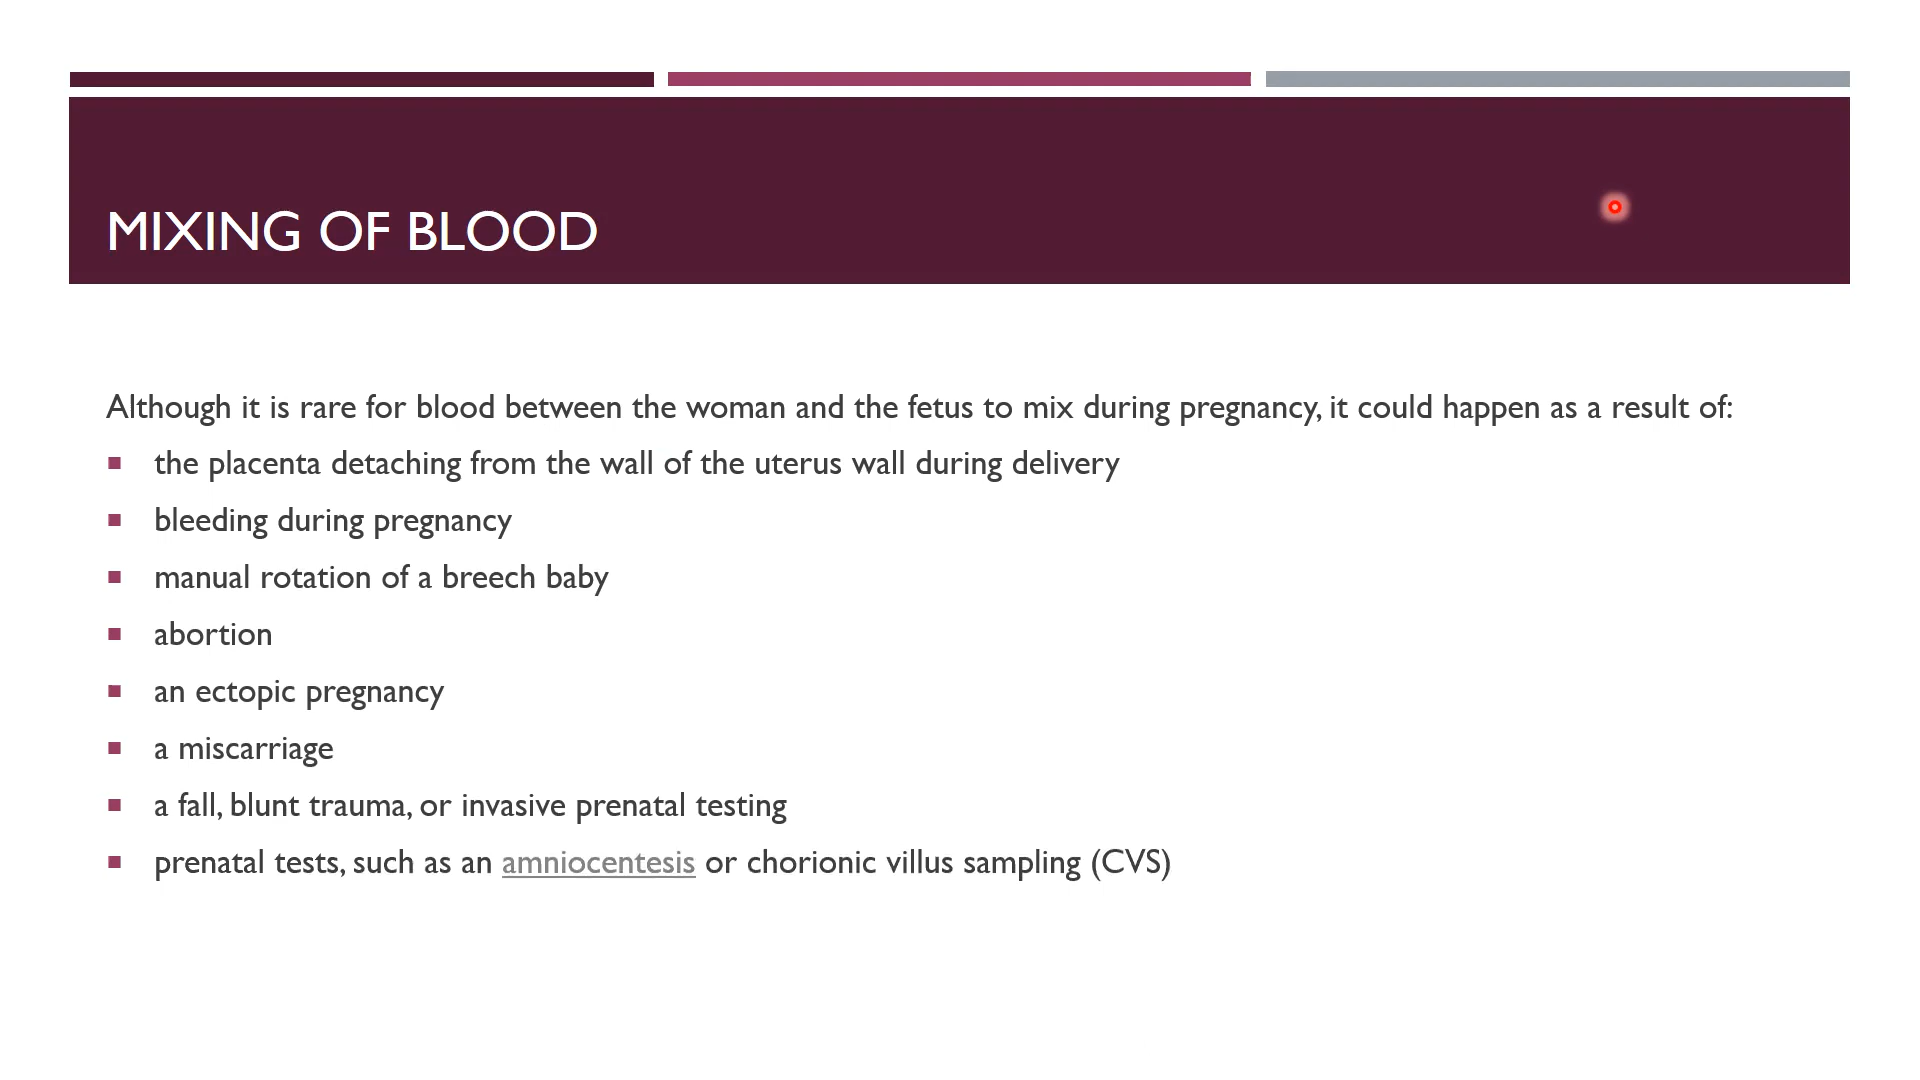 MIXING OF BLOOD
Although it is rare for blood between the woman and the fetus to mix during pregnancy, it could happen as a result of:
▪ the placenta detaching from the wall of the uterus wall during delivery
▪ bleeding during pregnancy
▪ manual rotation of a breech baby
▪ abortion
▪ an ectopic pregnancy
▪ a miscarriage
▪ a fall, blunt trauma, or invasive prenatal testing
▪ prenatal tests, such as an amniocentesis or chorionic villus sampling (CVS)